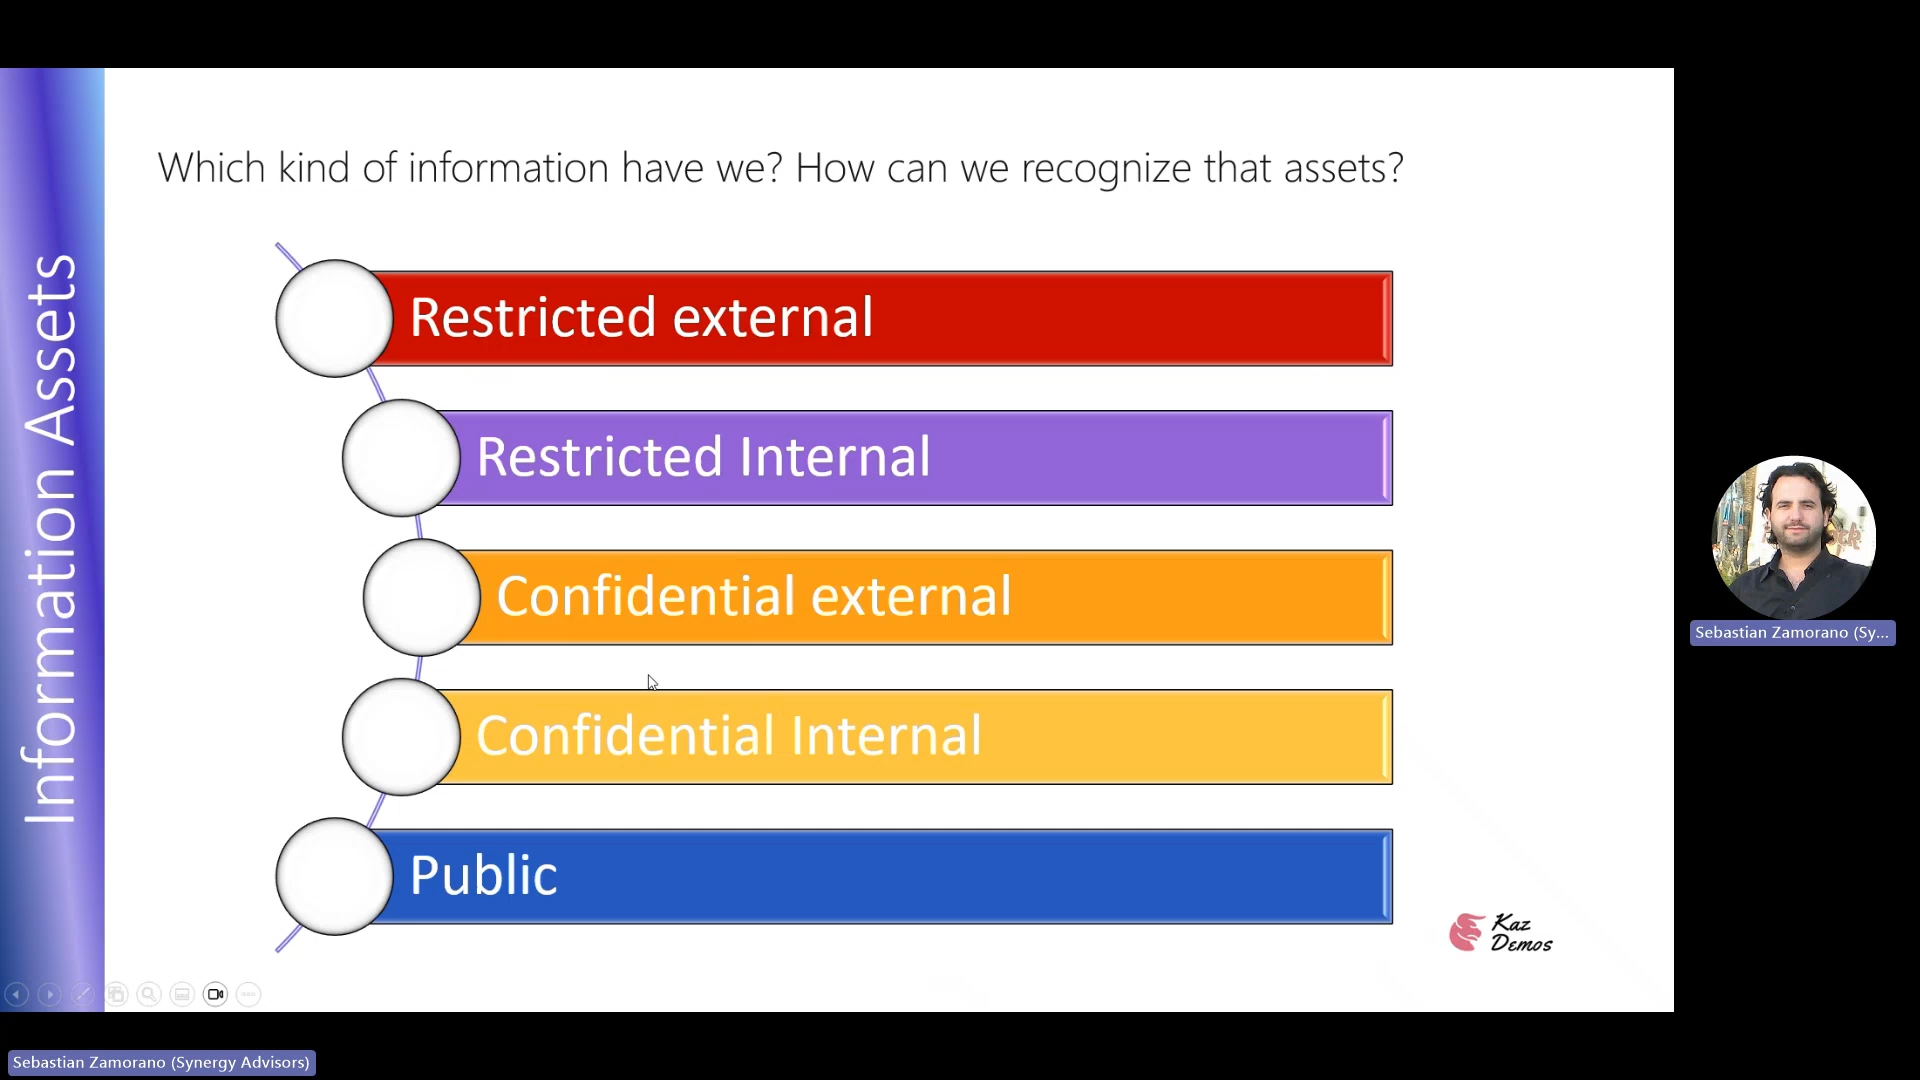 Information Assets
Which kind of information have we? How can we recognize that assets?
Restricted external
Restricted Internal
Confidential external
Confidential Internal
Public
Kaz
Demos
Sebastian Zamorano (Sy...
Sebastian Zamorano (Synergy Advisors)